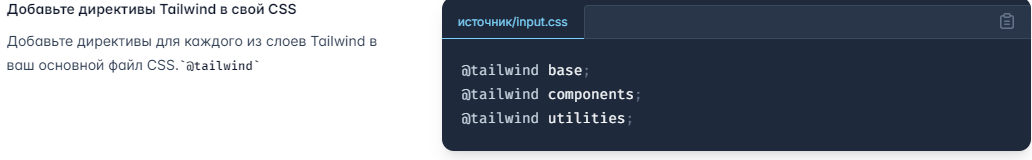 Добавьте директивы Tailwind в свой CSS
Добавьте директивы для каждого из слоев Tailwind в
ваш основной файл CSS.`@tailwind`
источник/input.css
@tailwind base;
@tailwind components;
@tailwind utilities;